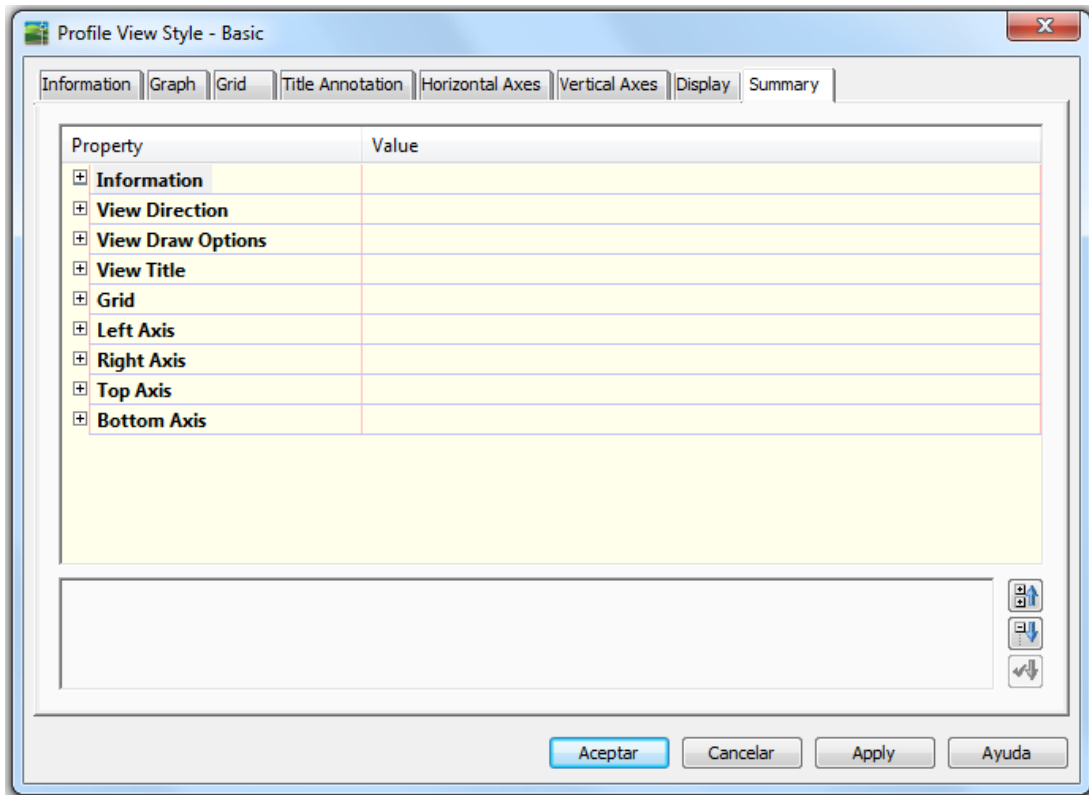 Profile View Style - Basic
Information Graph Grid Title Annotation Horizontal Axes Vertical Axes Display Summary
Property Value
Information
View Direction
View Draw Options
View Title
Grid
Left Axis
Right Axis
Top Axis
Bottom Axis
Aceptar Cancelar Apply Ayuda